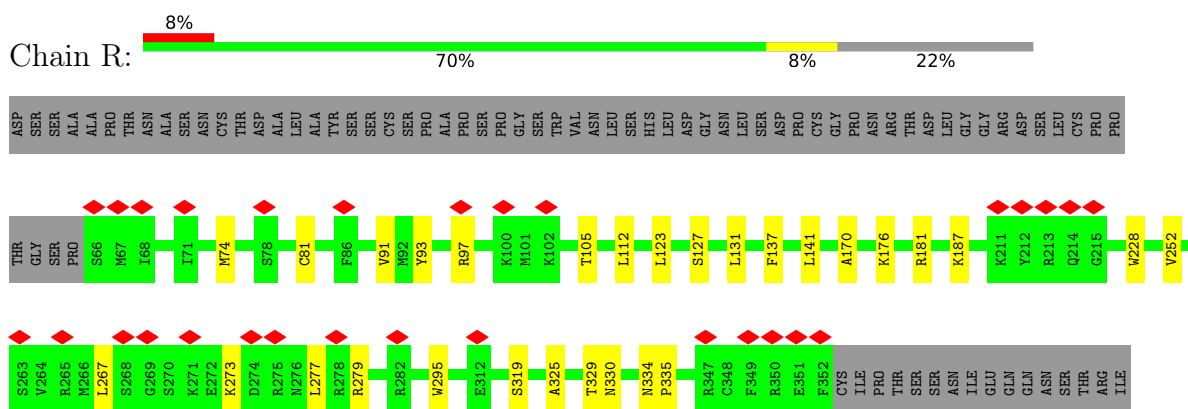 8%
Chain R:
70% 8% 22%
ASP SER SER ALA ALA PRO THR ASN ALA SER ASN CYS THR ASP ALA LEU ALA TYR SER SER CYS SER PRO ALA PRO SER PRO GLY SER TRP VAL ASN LEU SER HIS LEU ASP GLY ASN LEU SER ASP PRO CYS GLY PRO ASN ARG THR ASP LEU GLY GLY ARG ASP SER LEU CYS PRO PRO
THR GLY SER PRO S66 M67 I68 I71 M74 S78 C81 F86 V91 M92 Y93 R97 K100 M101 K102 T105 L112 L123 S127 L131 F137 L141 A170 K176 R181 K187 K211 Y212 R213 Q214 G215 W228 V252
S263 V264 R265 M266 L267 S268 G269 S270 K271 E272 K273 D274 R275 N276 L277 R278 R279 R282 W295 E312 S319 A325 T329 N330 N334 P335 R347 C348 F349 R350 E351 F352 CYS ILE PRO THR SER SER ASN ILE GLU GLN GLN ASN SER THR ARG ILE